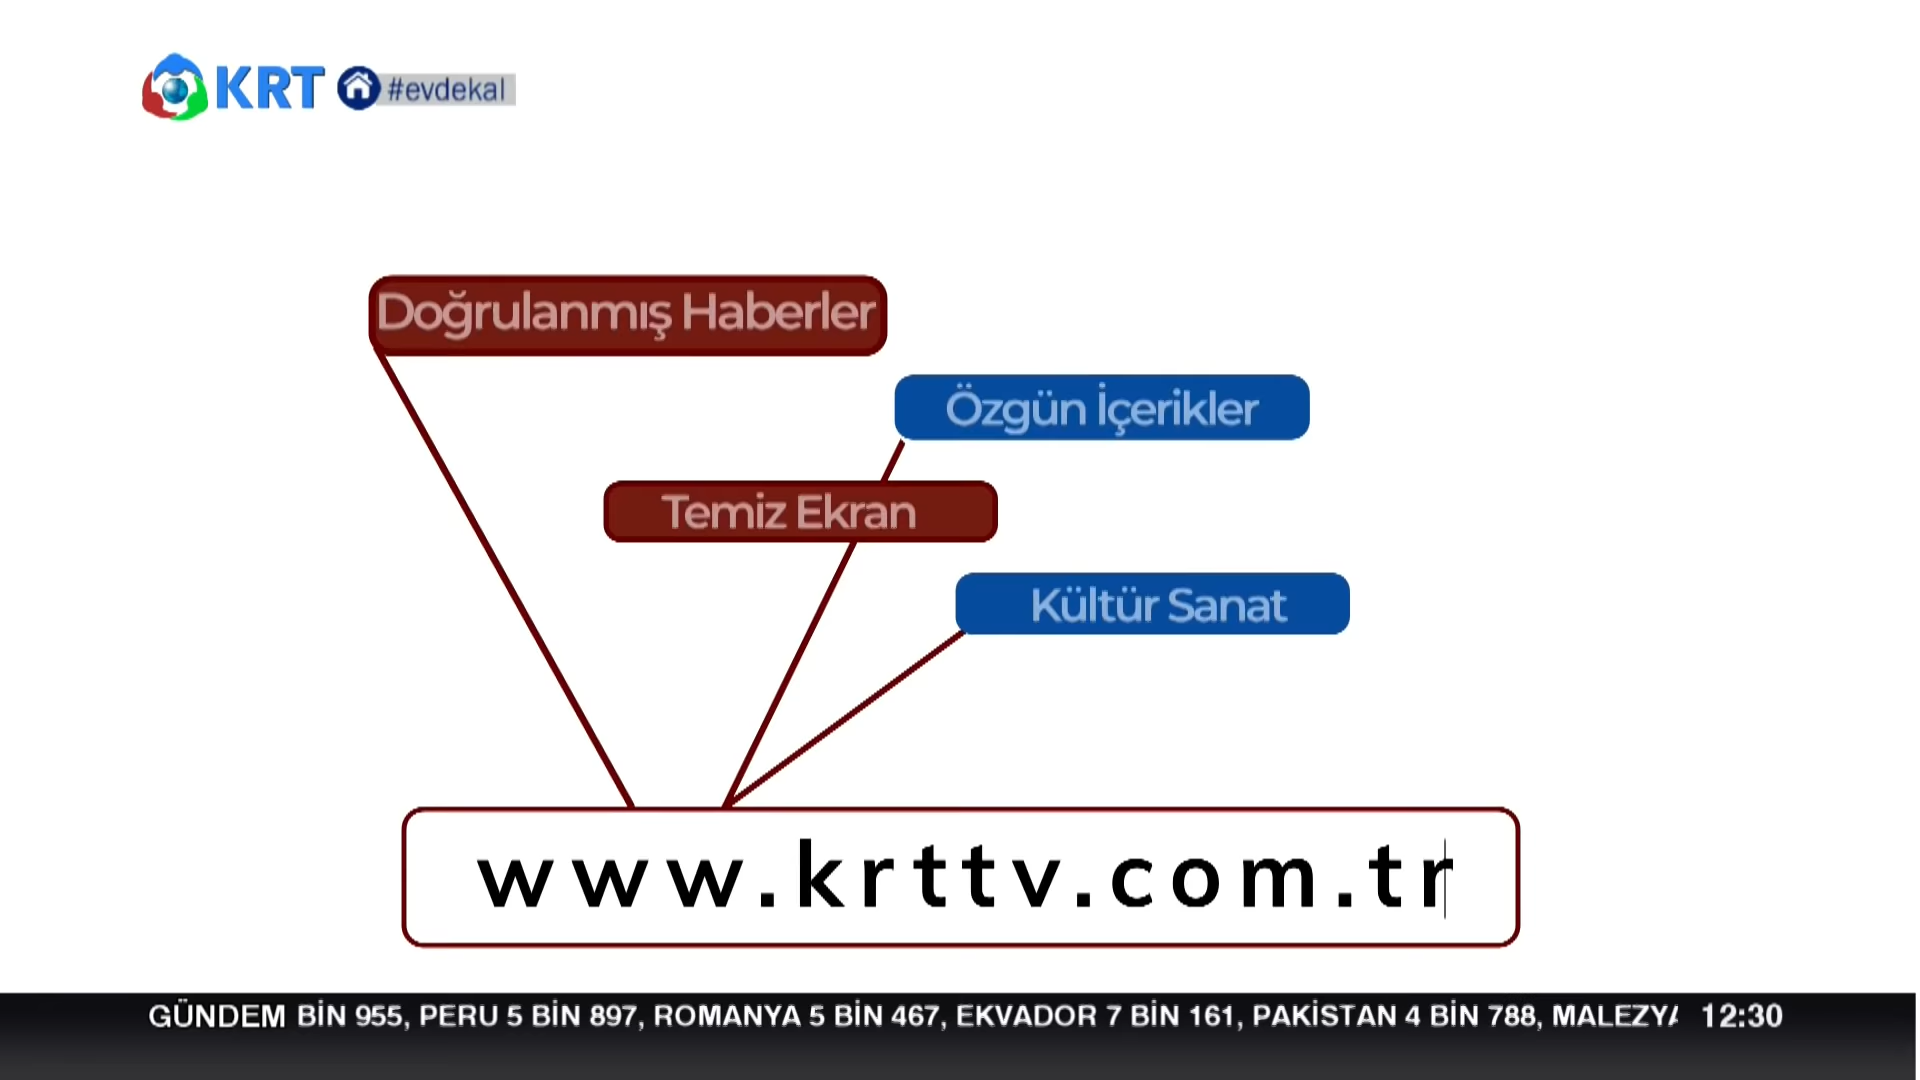 KRT #evdekal
Doğrulanmış Haberler
Özgün İçerikler
Temiz Ekran
Kültür Sanat
www.krttv.com.tr
GÜNDEM BİN 955, PERU 5 BİN 897, ROMANYA 5 BİN 467, EKVADOR 7 BİN 161, PAKİSTAN 4 BİN 788, MALEZYA 12:30